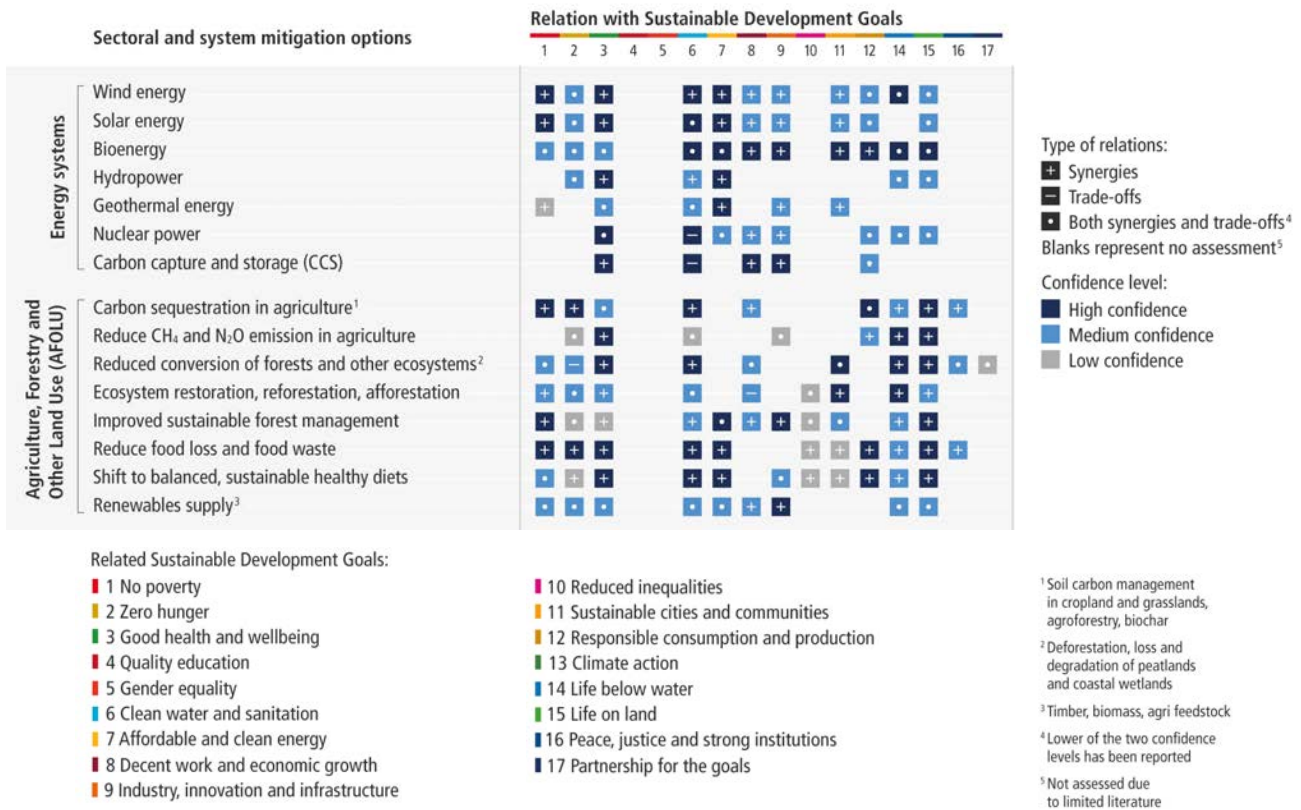 Relation with Sustainable Development Goals
Sectoral and system mitigation options
1 2 3 4 5 6 7 8 9 10 11 12 14 15 16 17
Energy systems
Wind energy
Solar energy
Bioenergy
Hydropower
Geothermal energy
Nuclear power
Carbon capture and storage (CCS)
Agriculture, Forestry and
Other Land Use (AFOLU)
Carbon sequestration in agriculture¹
Reduce CH₄ and N₂O emission in agriculture
Reduced conversion of forests and other ecosystems²
Ecosystem restoration, reforestation, afforestation
Improved sustainable forest management
Reduce food loss and food waste
Shift to balanced, sustainable healthy diets
Renewables supply³
Type of relations:
+ Synergies
− Trade-offs
• Both synergies and trade-offs⁴
Blanks represent no assessment⁵
Confidence level:
High confidence
Medium confidence
Low confidence
Related Sustainable Development Goals:
1 No poverty
2 Zero hunger
3 Good health and wellbeing
4 Quality education
5 Gender equality
6 Clean water and sanitation
7 Affordable and clean energy
8 Decent work and economic growth
9 Industry, innovation and infrastructure
10 Reduced inequalities
11 Sustainable cities and communities
12 Responsible consumption and production
13 Climate action
14 Life below water
15 Life on land
16 Peace, justice and strong institutions
17 Partnership for the goals
¹ Soil carbon management
in cropland and grasslands,
agroforestry, biochar
² Deforestation, loss and
degradation of peatlands
and coastal wetlands
³ Timber, biomass, agri feedstock
⁴ Lower of the two confidence
levels has been reported
⁵ Not assessed due
to limited literature